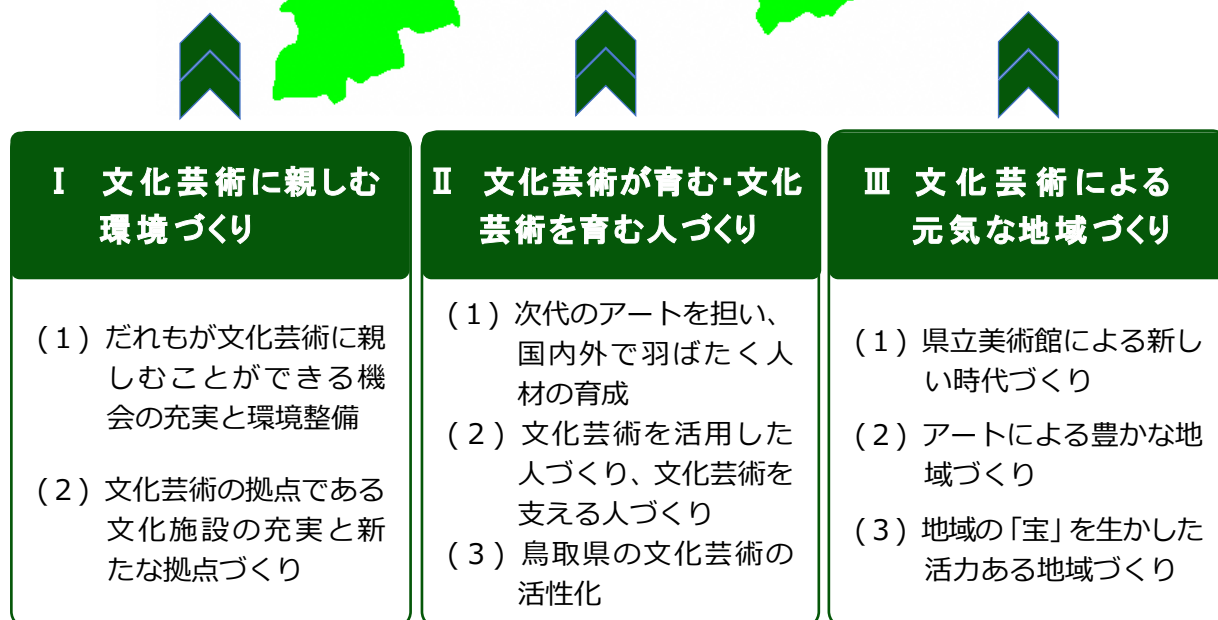 Ⅰ 文化芸術に親しむ
環境づくり
(1)だれもが文化芸術に親
しむことができる機
会の充実と環境整備
(2)文化芸術の拠点である
文化施設の充実と新
たな拠点づくり
Ⅱ 文化芸術が育む・文化
芸術を育む人づくり
(1)次代のアートを担い、
国内外で羽ばたく人
材の育成
(2)文化芸術を活用した
人づくり、文化芸術を
支える人づくり
(3)鳥取県の文化芸術の
活性化
Ⅲ 文化芸術による
元気な地域づくり
(1)県立美術館による新し
い時代づくり
(2)アートによる豊かな地
域づくり
(3)地域の「宝」を生かした
活力ある地域づくり